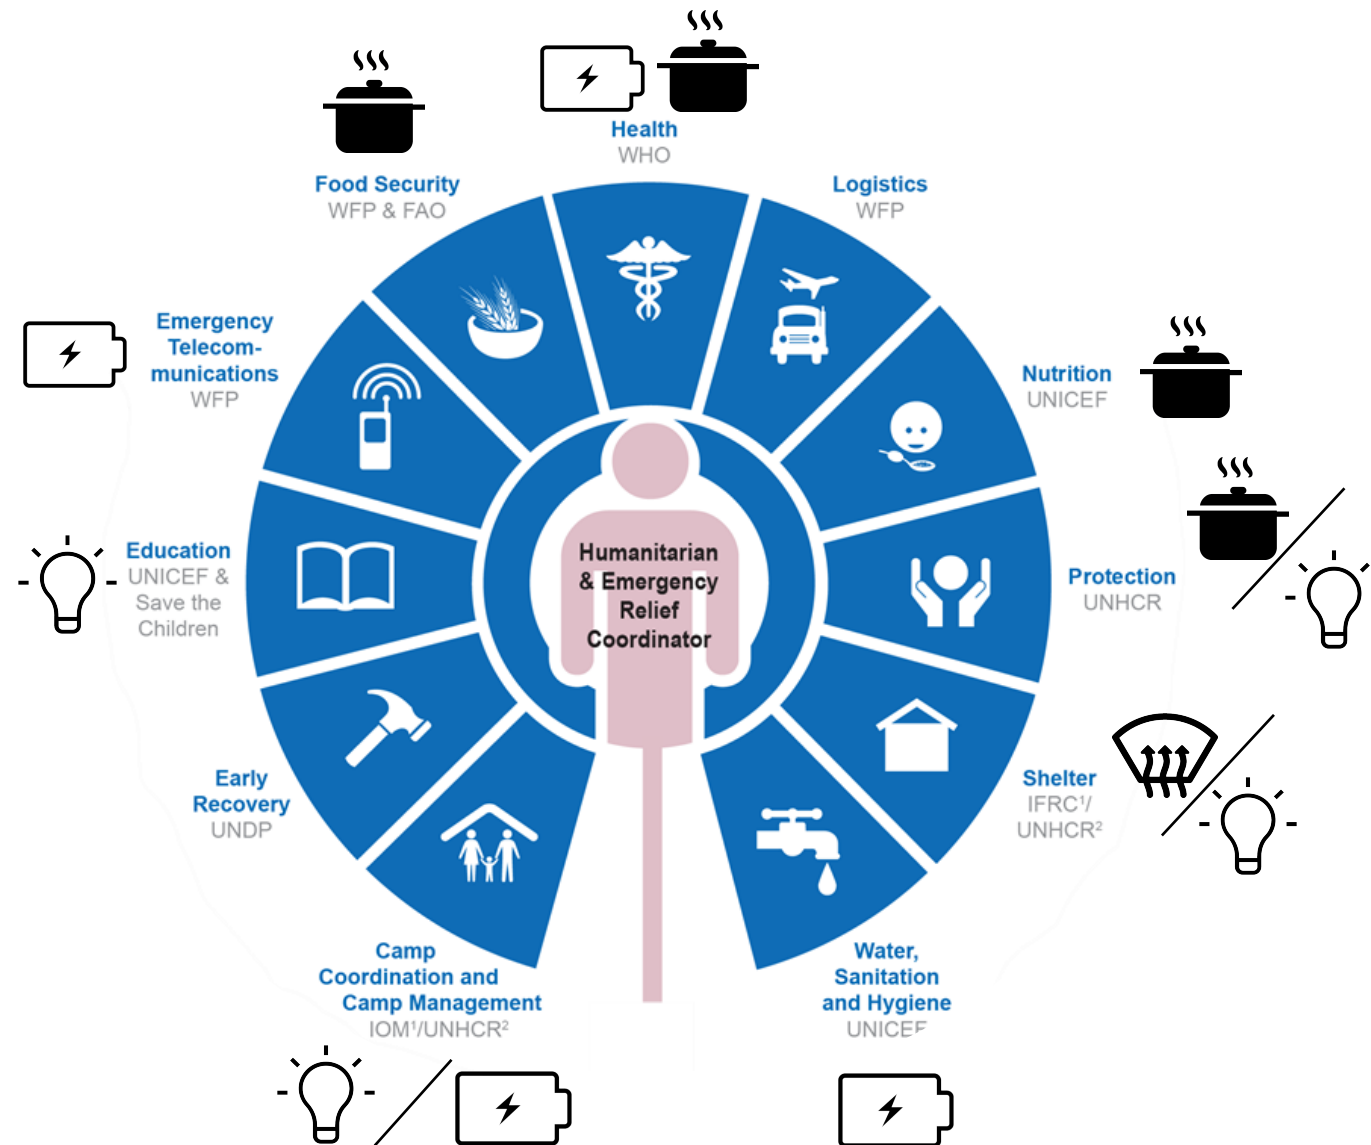 Health
WHO
Food Security
WFP & FAO
Logistics
WFP
Emergency
Telecom-
munications
WFP
Nutrition
UNICEF
Education
UNICEF &
Save the
Children
Humanitarian
& Emergency
Relief
Coordinator
Protection
UNHCR
Early
Recovery
UNDP
Shelter
IFRC¹/
UNHCR²
Camp
Coordination and
Camp Management
IOM¹/UNHCR²
Water,
Sanitation
and Hygiene
UNICEF